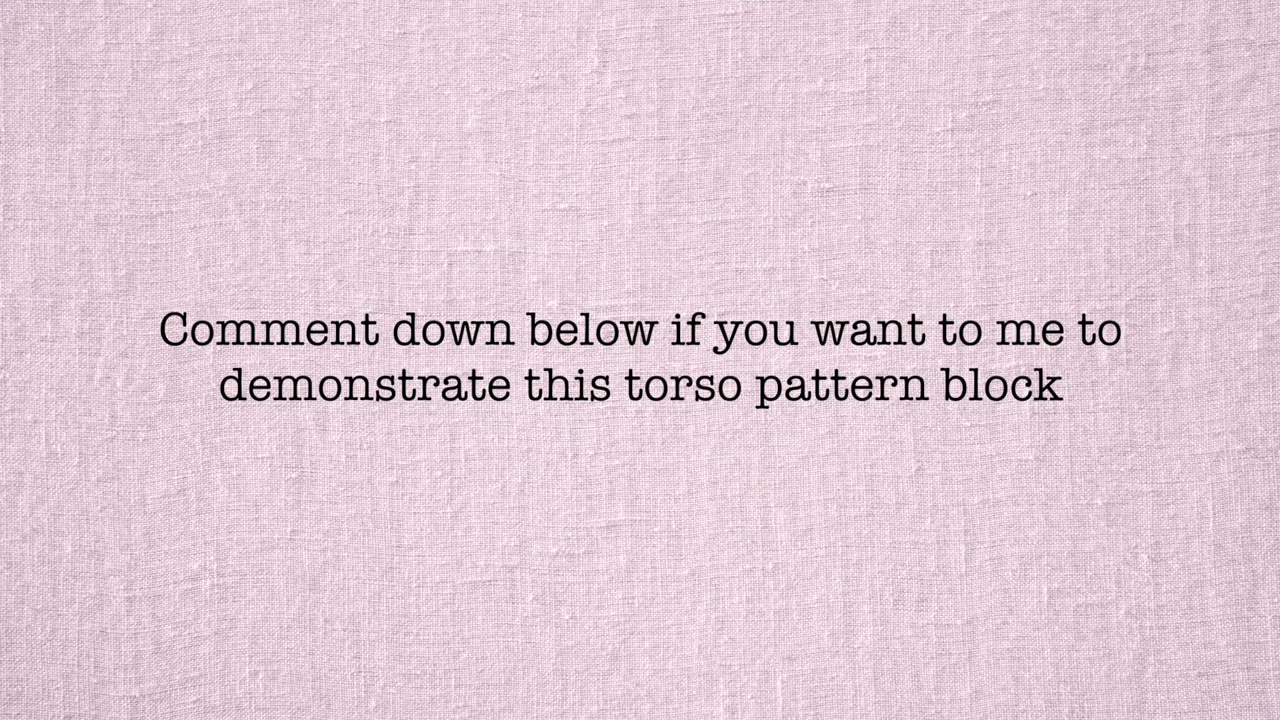 Comment down below if you want to me to
demonstrate this torso pattern block